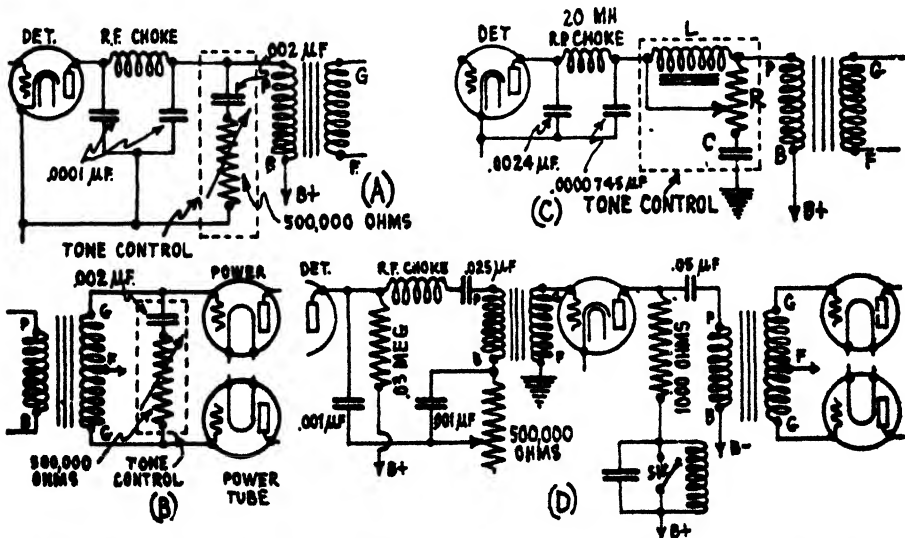 DET.
R.F. CHOKE
.002 µF
P
G
B
F.
B+
(A)
.0001 µF.
500,000 OHMS
TONE CONTROL
DET
20 MH
R.F. CHOKE
L
P
G
R
C
B
F
.0024 µF.
.0000745 µF
(C)
TONE CONTROL
B+
.002 µF.
POWER
P
G
F
B
G
500,000
OHMS
TONE
CONTROL
POWER
TUBE
(B)
DET.
R.F. CHOKE
.025 µF
P
G
.03 MEG
B
F
.001 µF
.001 µF
500,000
OHMS
B+
.05 µF
1000 OHMS
P
G
F
B
G
B-
SW
(D)
B+